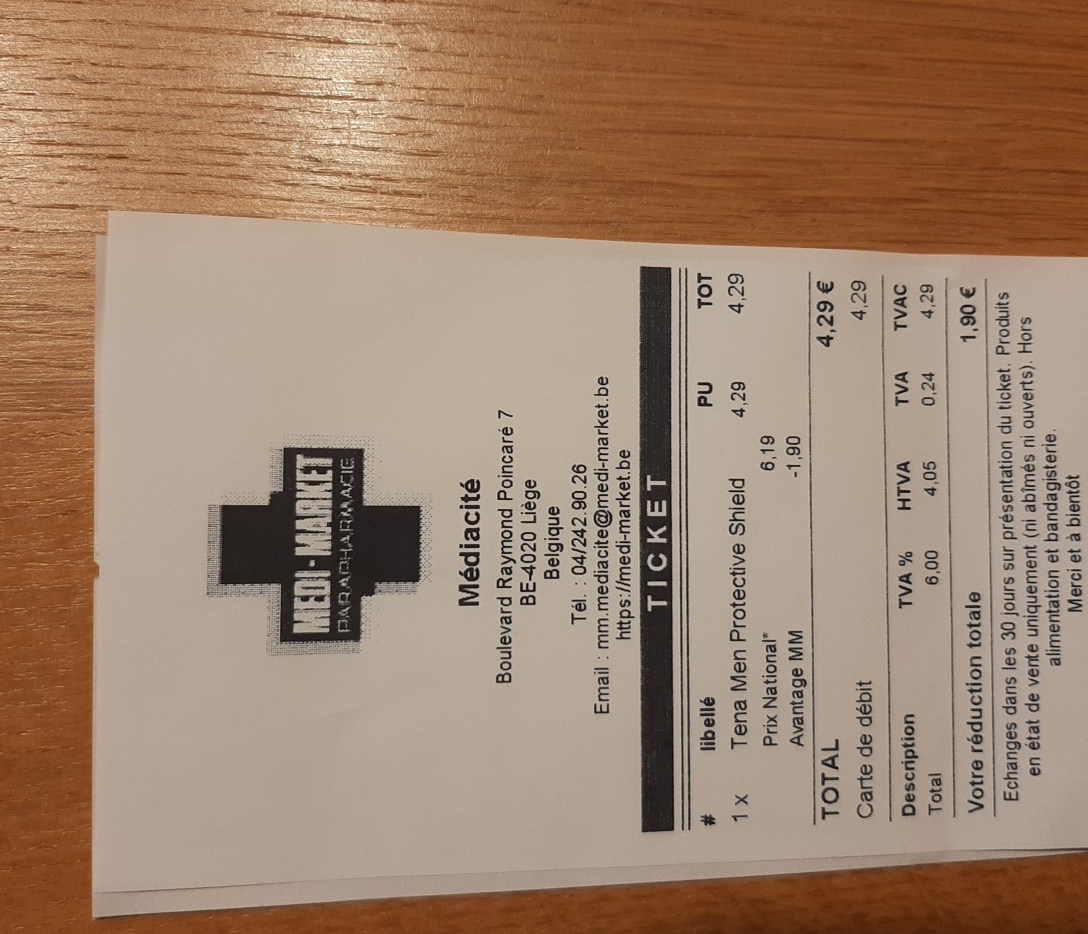 MEDI-MARKET
PARAPHARMACIE
Médiacité
Boulevard Raymond Poincaré 7
BE-4020 Liège
Belgique
Tél. : 04/242.90.26
Email : mm.mediacite@medi-market.be
https://medi-market.be
TICKET
# libellé PU TOT
1 x Tena Men Protective Shield 4,29 4,29
Prix National* 6,19
Avantage MM -1,90
TOTAL 4,29 €
Carte de débit 4,29
Description TVA % HTVA TVA TVAC
Total 6,00 4,05 0,24 4,29
Votre réduction totale 1,90 €
Echanges dans les 30 jours sur présentation du ticket. Produits
en état de vente uniquement (ni abîmés ni ouverts). Hors
alimentation et bandagisterie.
Merci et à bientôt